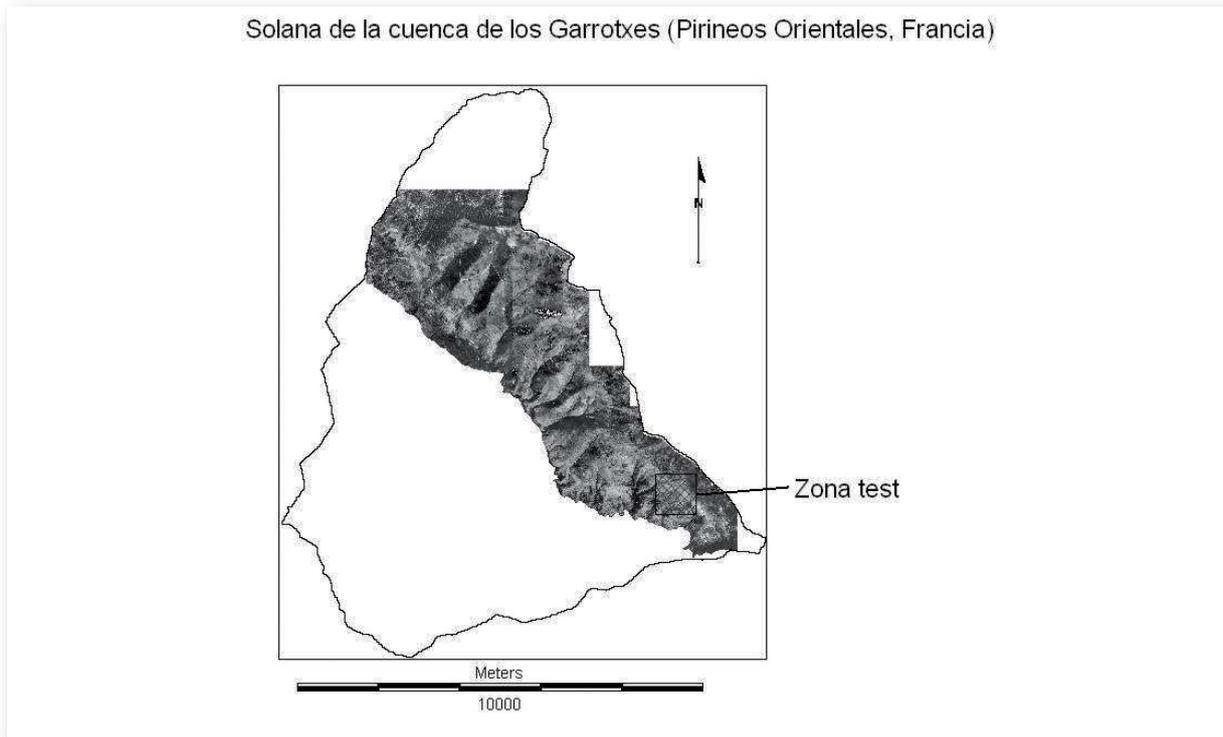 Solana de la cuenca de los Garrotxes (Pirineos Orientales, Francia)
N
Zona test
Meters
10000